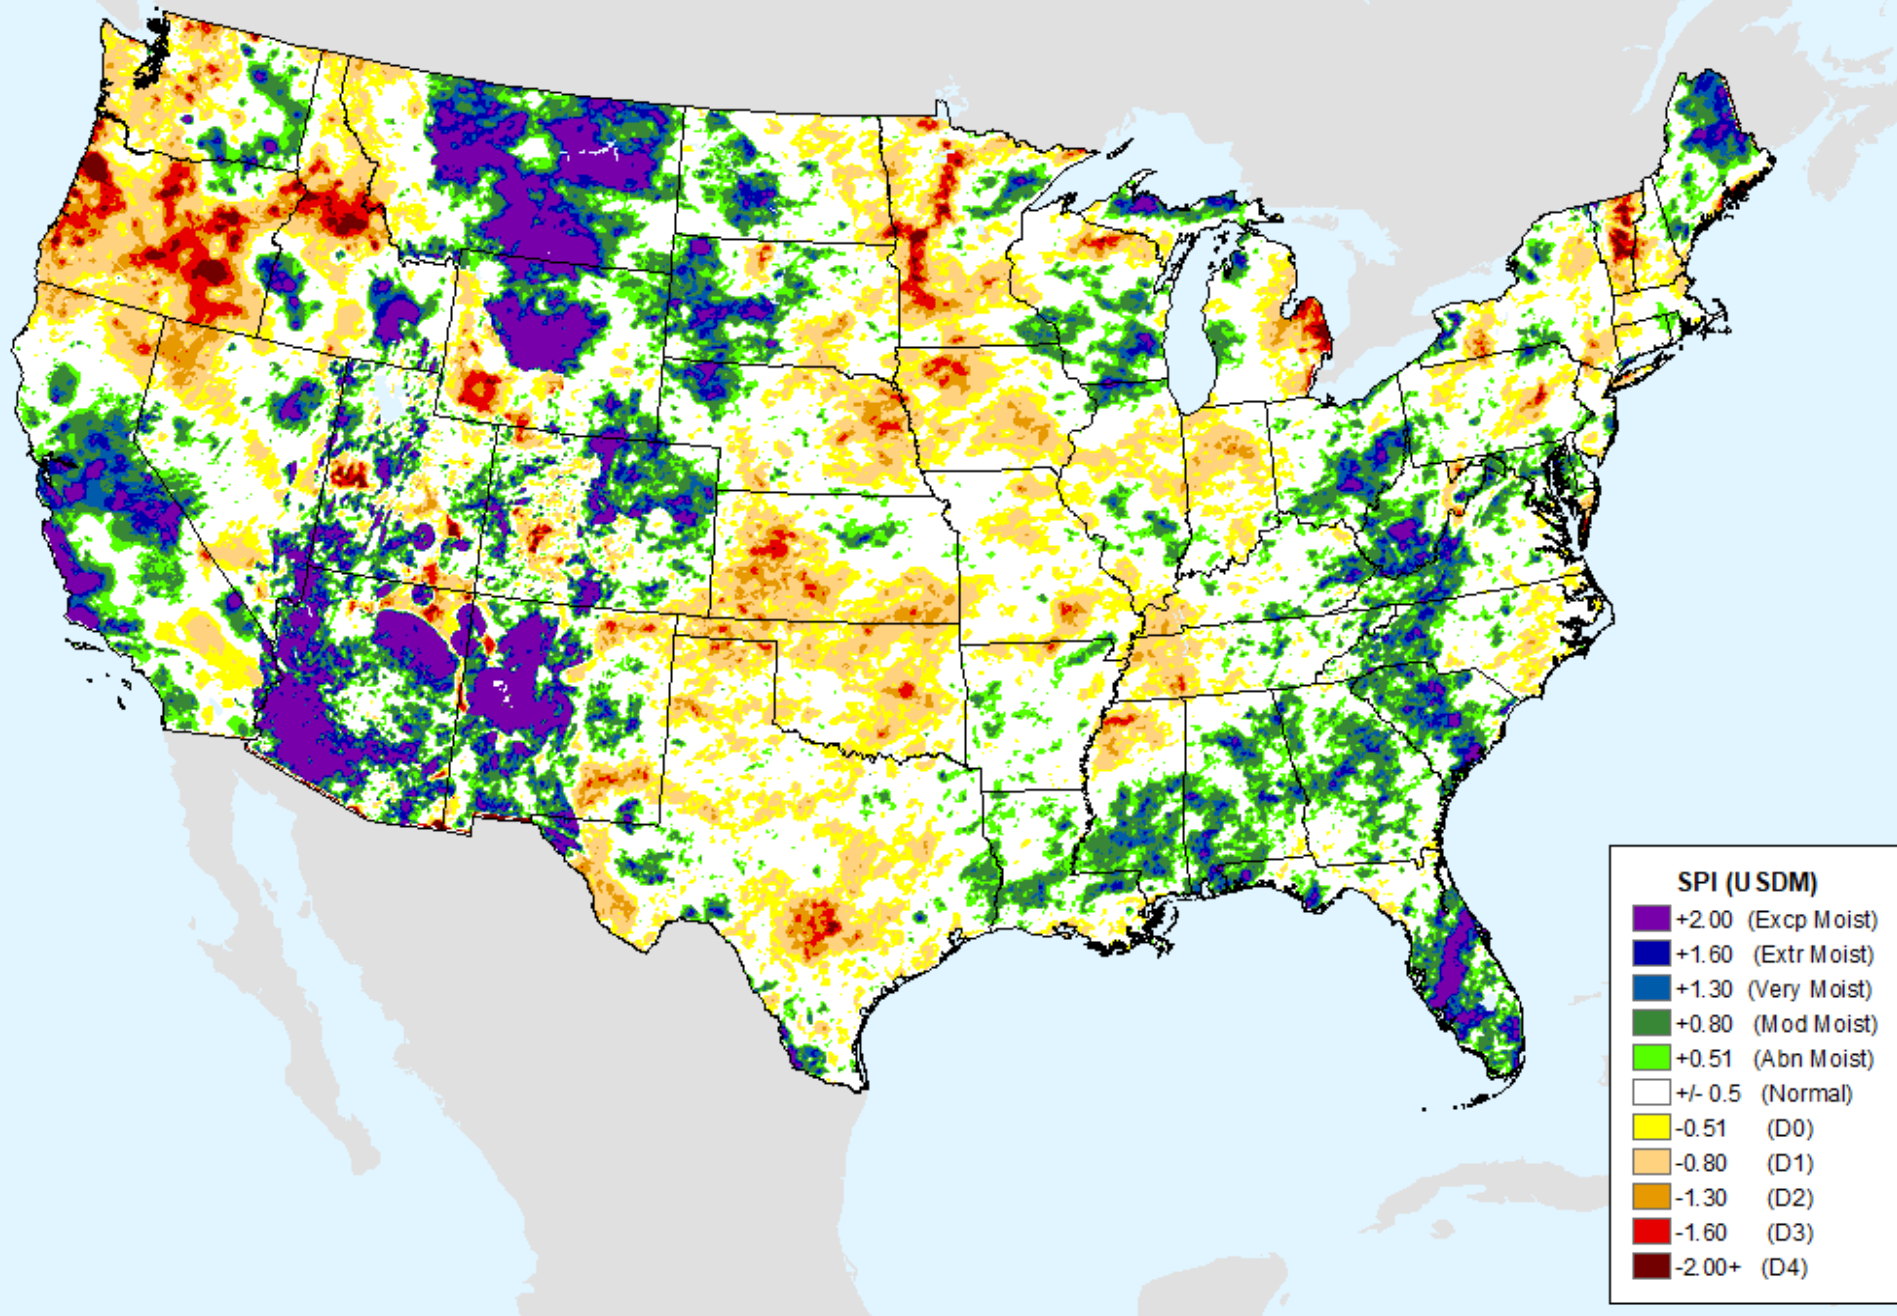 SPI (USDM)
+2.00 (Excp Moist)
+1.60 (Extr Moist)
+1.30 (Very Moist)
+0.80 (Mod Moist)
+0.51 (Abn Moist)
+/- 0.5 (Normal)
-0.51 (D0)
-0.80 (D1)
-1.30 (D2)
-1.60 (D3)
-2.00+ (D4)